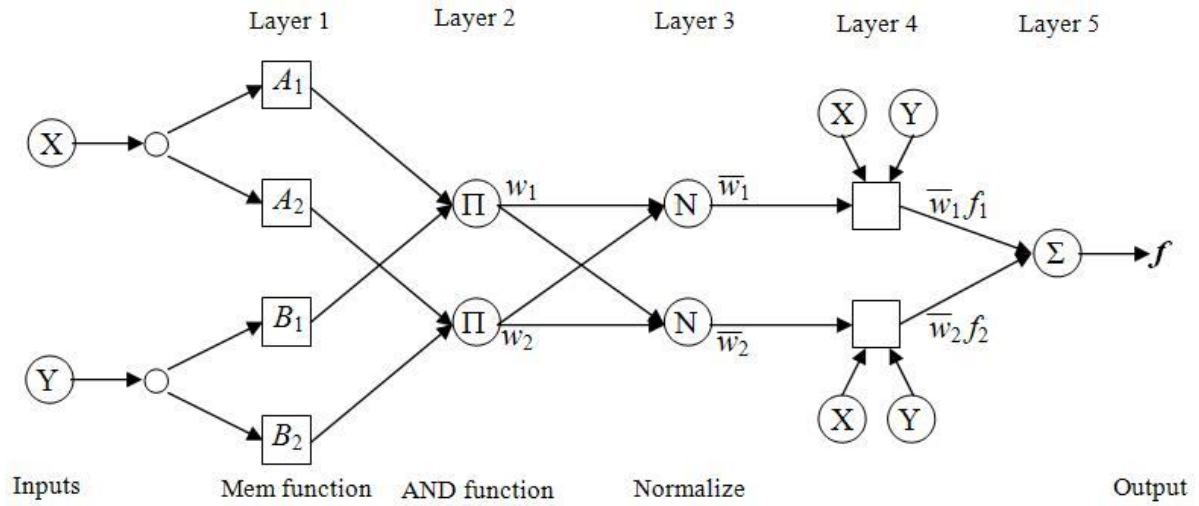 Layer 1 Layer 2 Layer 3 Layer 4 Layer 5
A₁
X Y
X
A₂
Π w₁ N w̅₁
w̅₁f₁
Σ f
B₁
Π w₂ N w̅₂
w̅₂f₂
Y
X Y
B₂
Inputs Mem function AND function Normalize Output